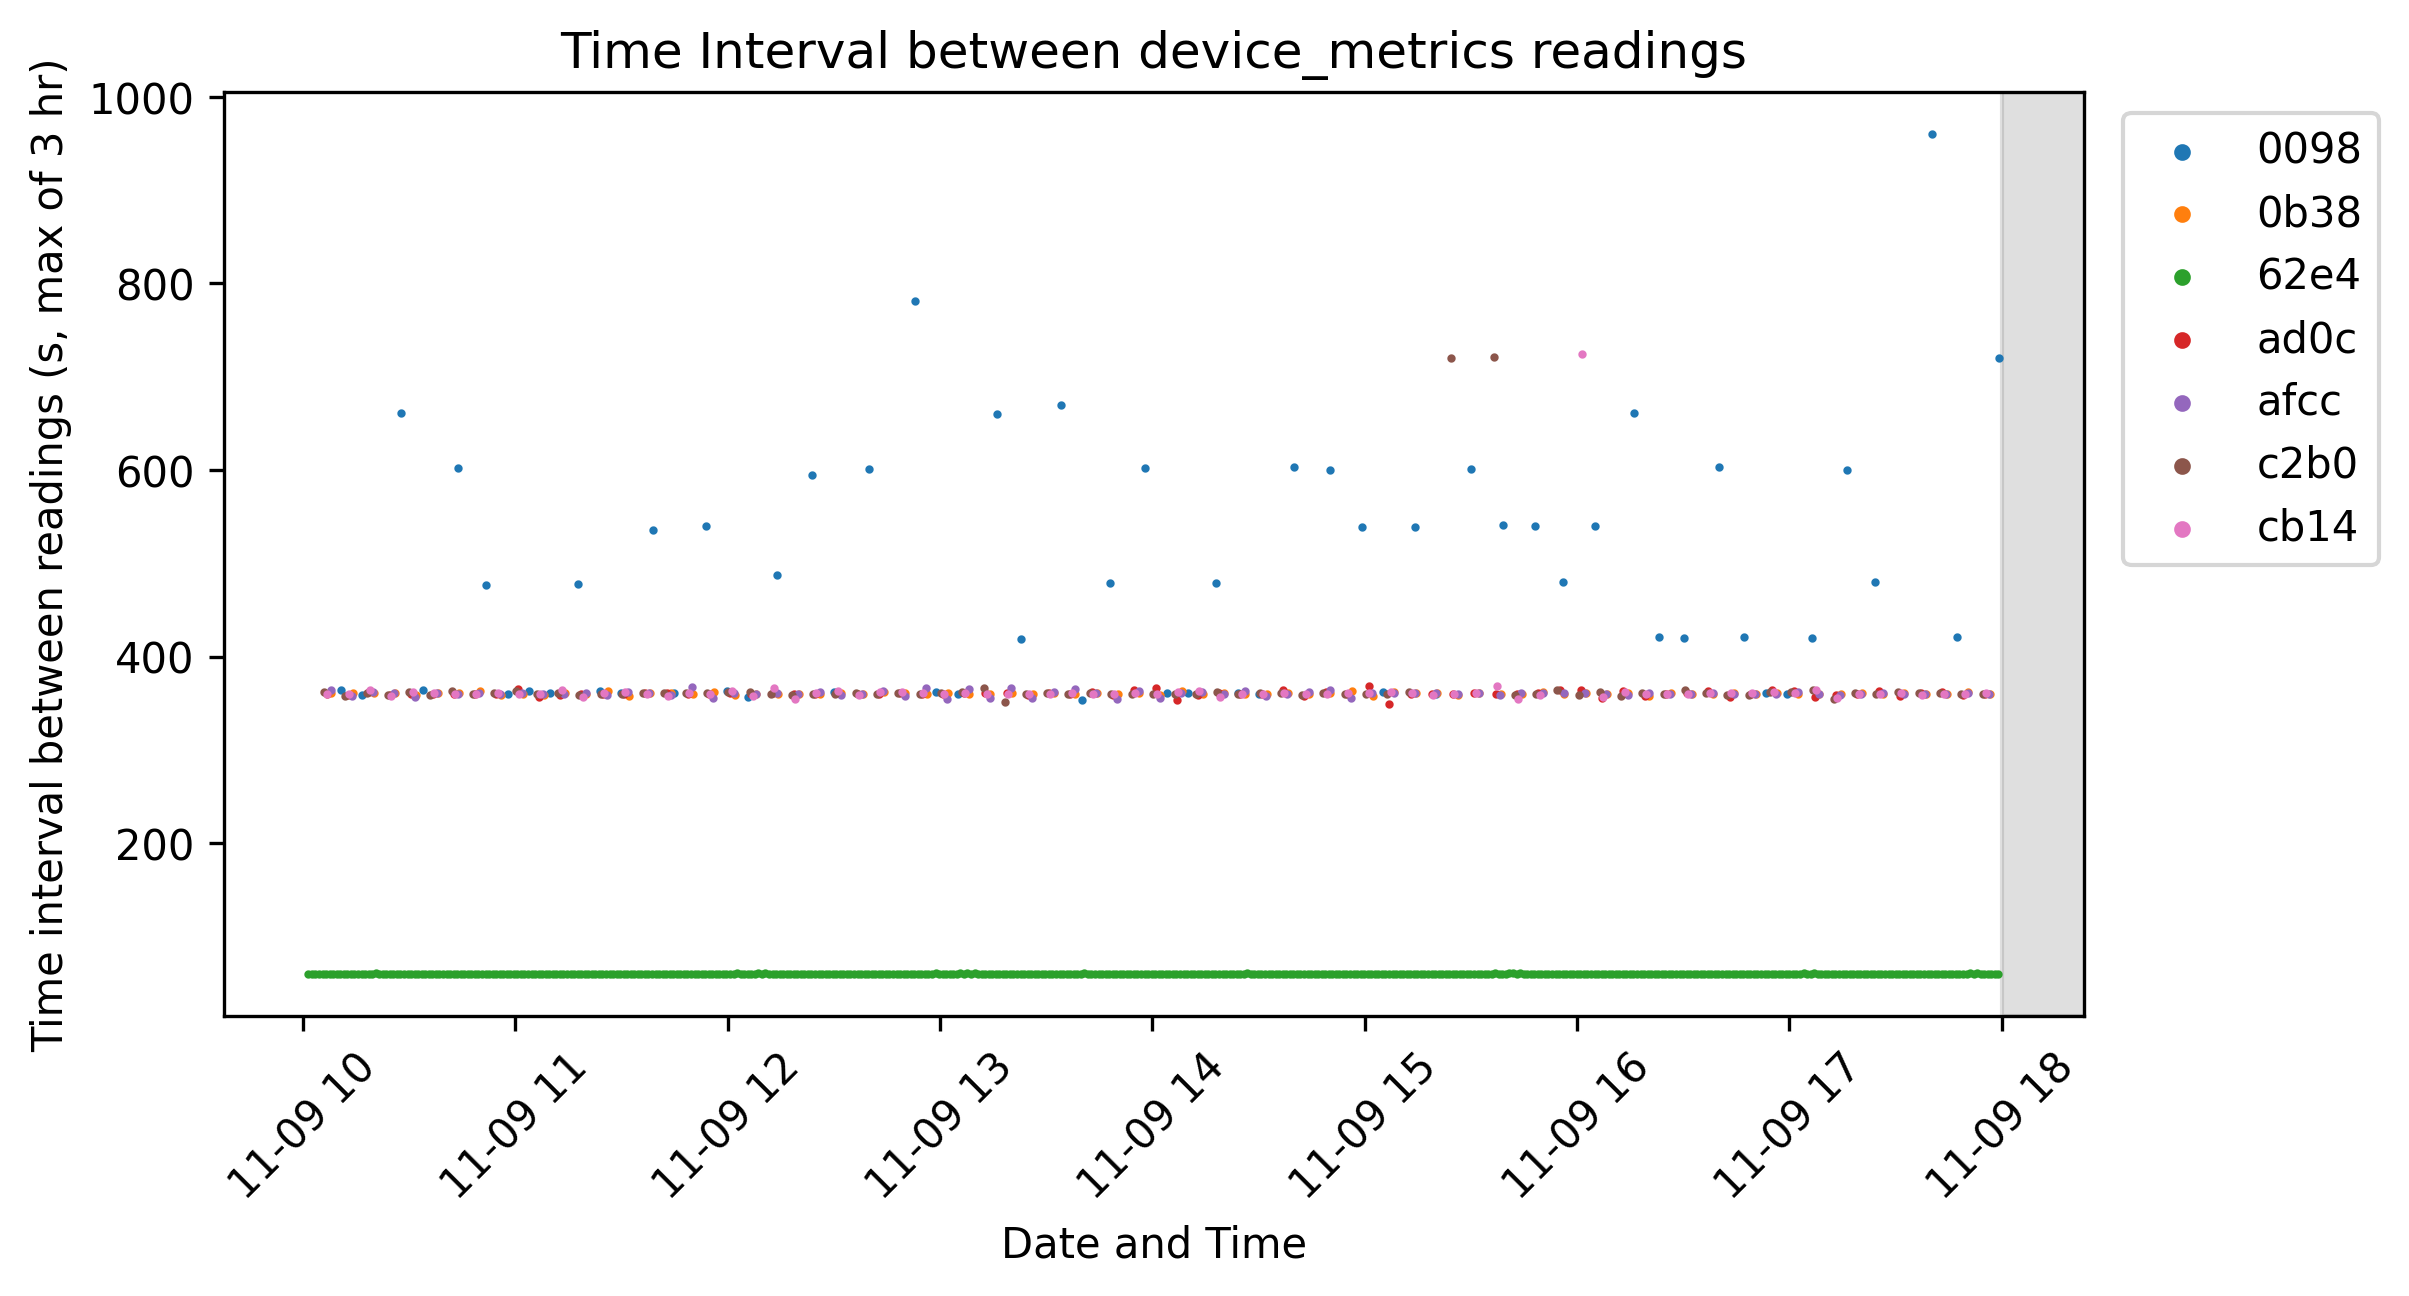 Time Interval between device_metrics readings
Time interval between readings (s, max of 3 hr)
1000
800
600
400
200
11-09 10
11-09 11
11-09 12
11-09 13
11-09 14
11-09 15
11-09 16
11-09 17
11-09 18
Date and Time
0098
0b38
62e4
ad0c
afcc
c2b0
cb14